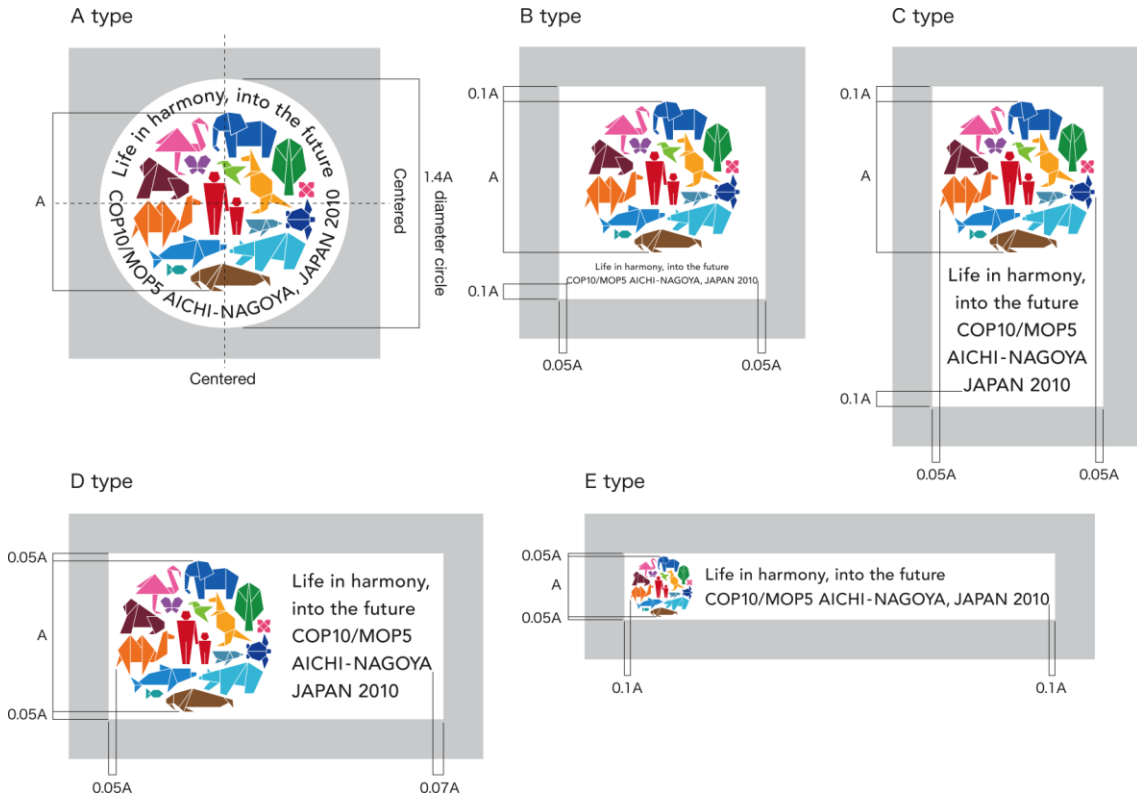 A type
Life in harmony, into the future
COP10/MOP5 AICHI-NAGOYA, JAPAN 2010
A
Centered
1.4A
diameter circle
Centered
B type
0.1A
A
Life in harmony, into the future
COP10/MOP5 AICHI-NAGOYA, JAPAN 2010
0.1A
0.05A
0.05A
C type
0.1A
A
Life in harmony,
into the future
COP10/MOP5
AICHI-NAGOYA
JAPAN 2010
0.1A
0.05A
0.05A
D type
0.05A
A
Life in harmony,
into the future
COP10/MOP5
AICHI-NAGOYA
JAPAN 2010
0.05A
0.05A
0.07A
E type
0.05A
A
Life in harmony, into the future
COP10/MOP5 AICHI-NAGOYA, JAPAN 2010
0.05A
0.1A
0.1A